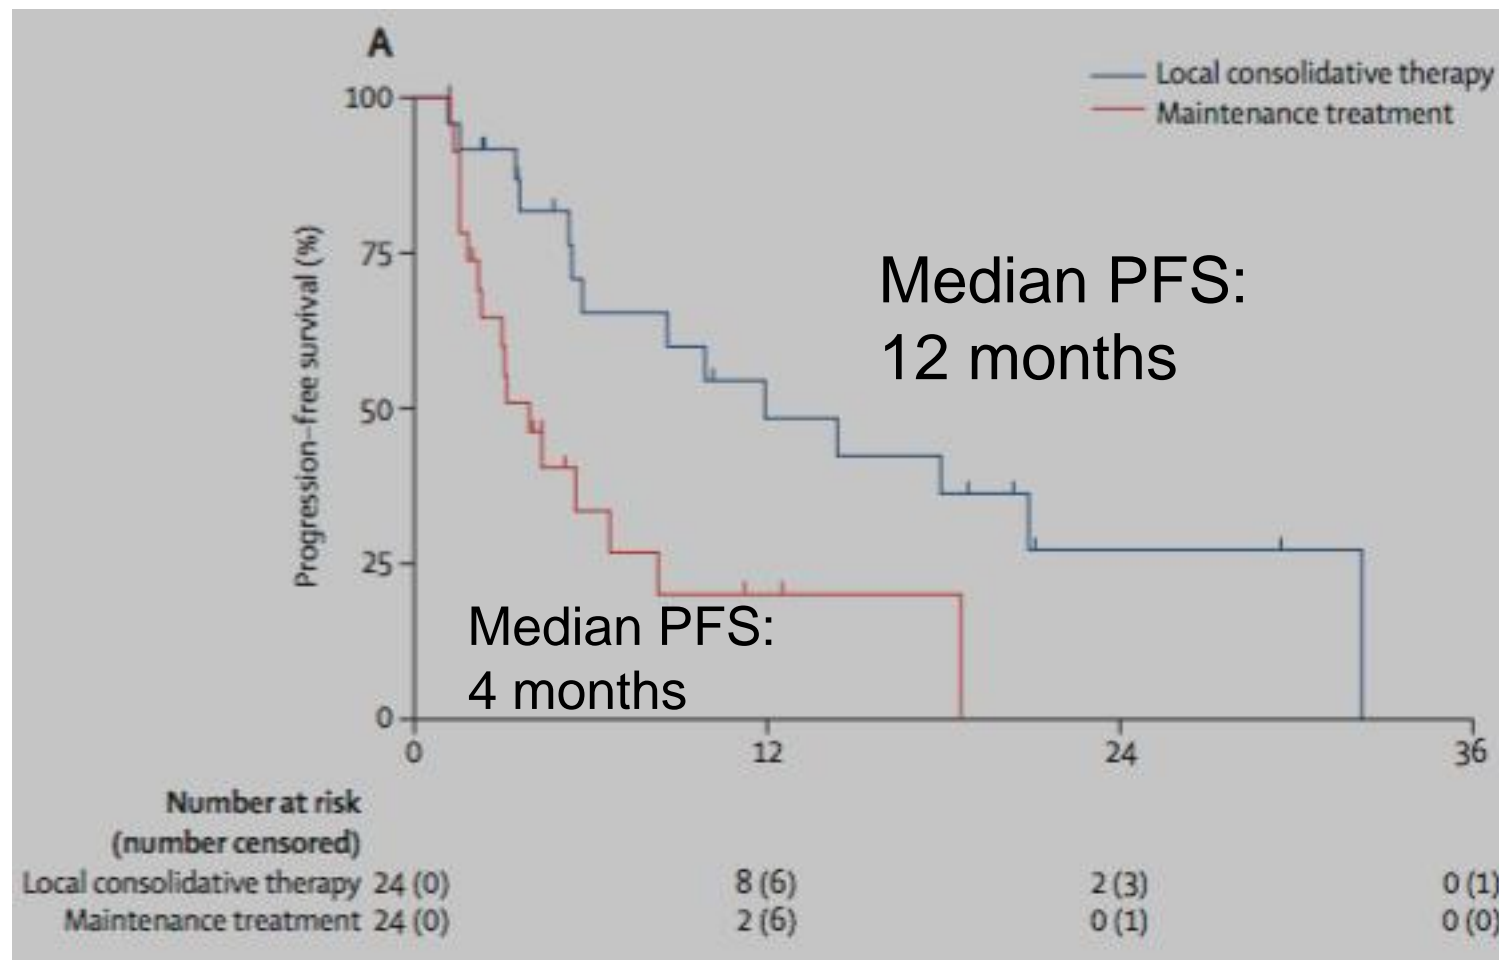 A
Local consolidative therapy
Maintenance treatment
100
75
50
25
0
Progression-free survival (%)
Median PFS:
12 months
Median PFS:
4 months
0 12 24 36
Number at risk
(number censored)
Local consolidative therapy 24 (0) 8 (6) 2 (3) 0 (1)
Maintenance treatment 24 (0) 2 (6) 0 (1) 0 (0)